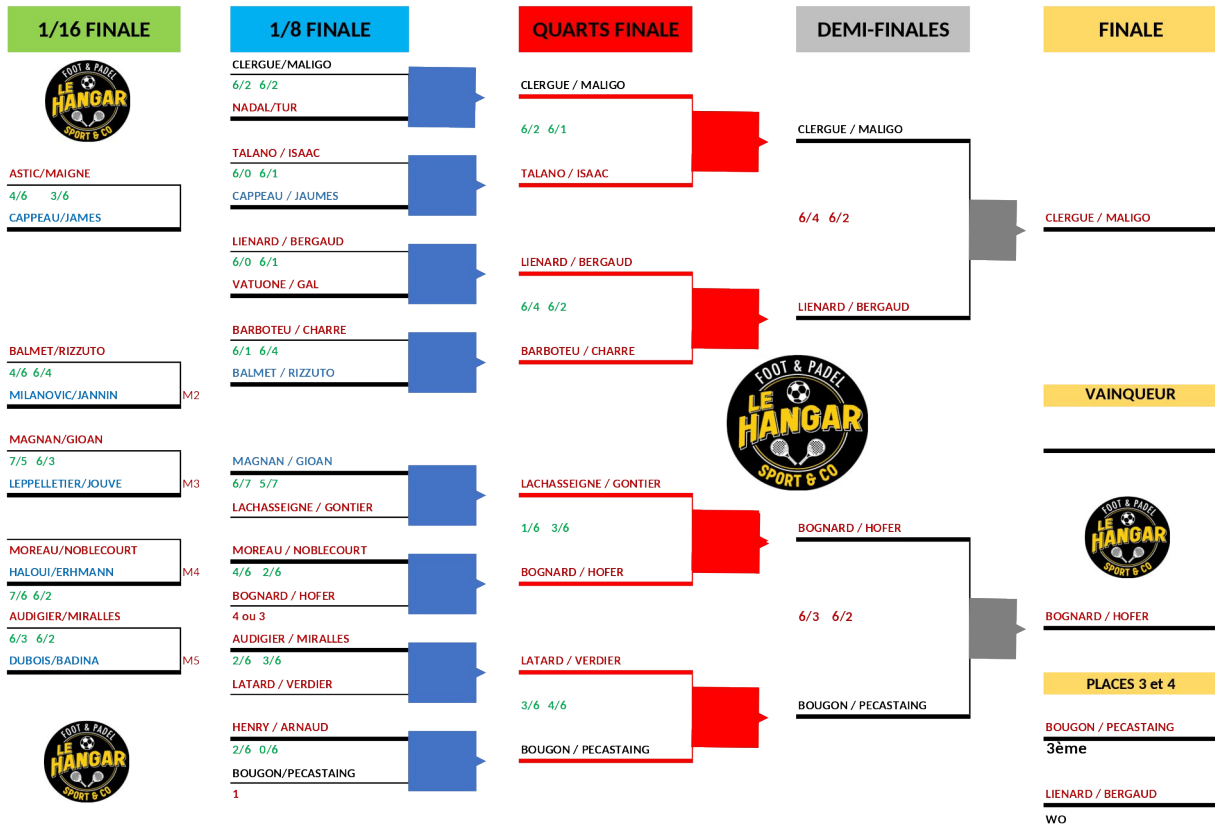 1/16 FINALE
FOOT & PADEL
LE
HANGAR
SPORT & CO
ASTIC/MAIGNE
4/6 3/6
CAPPEAU/JAMES
BALMET/RIZZUTO
4/6 6/4
MILANOVIC/JANNIN M2
MAGNAN/GIOAN
7/5 6/3
LEPPELLETIER/JOUVE M3
MOREAU/NOBLECOURT
HALOUI/ERHMANN M4
7/6 6/2
AUDIGIER/MIRALLES
6/3 6/2
DUBOIS/BADINA M5
FOOT & PADEL
LE
HANGAR
SPORT & CO
1/8 FINALE
CLERGUE/MALIGO
6/2 6/2
NADAL/TUR
TALANO / ISAAC
6/0 6/1
CAPPEAU / JAUMES
LIENARD / BERGAUD
6/0 6/1
VATUONE / GAL
BARBOTEU / CHARRE
6/1 6/4
BALMET / RIZZUTO
MAGNAN / GIOAN
6/7 5/7
LACHASSEIGNE / GONTIER
MOREAU / NOBLECOURT
4/6 2/6
BOGNARD / HOFER
4 ou 3
AUDIGIER / MIRALLES
2/6 3/6
LATARD / VERDIER
HENRY / ARNAUD
2/6 0/6
BOUGON/PECASTAING
1
QUARTS FINALE
CLERGUE / MALIGO
6/2 6/1
TALANO / ISAAC
LIENARD / BERGAUD
6/4 6/2
BARBOTEU / CHARRE
LACHASSEIGNE / GONTIER
1/6 3/6
BOGNARD / HOFER
LATARD / VERDIER
3/6 4/6
BOUGON / PECASTAING
DEMI-FINALES
CLERGUE / MALIGO
6/4 6/2
LIENARD / BERGAUD
FOOT & PADEL
LE
HANGAR
SPORT & CO
BOGNARD / HOFER
6/3 6/2
BOUGON / PECASTAING
FINALE
CLERGUE / MALIGO
VAINQUEUR
FOOT & PADEL
LE
HANGAR
SPORT & CO
BOGNARD / HOFER
PLACES 3 et 4
BOUGON / PECASTAING
3ème
LIENARD / BERGAUD
WO